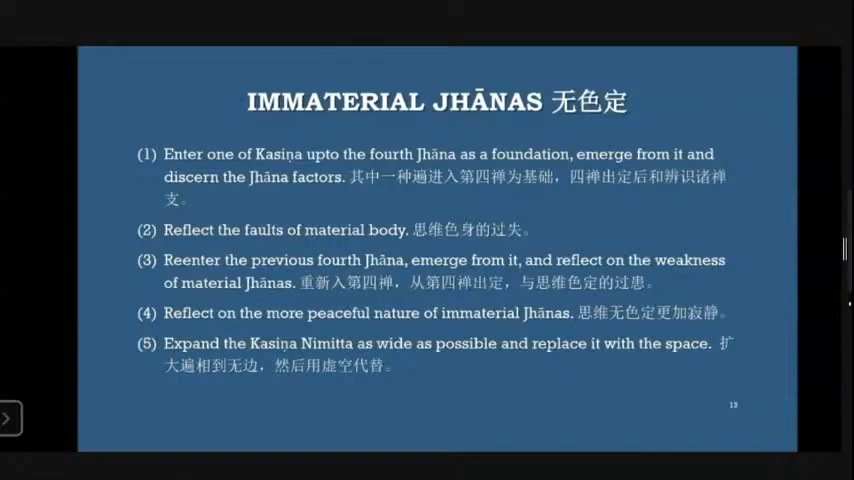 IMMATERIAL JHĀNAS 无色定
(1) Enter one of Kasiṇa upto the fourth Jhāna as a foundation, emerge from it and
discern the Jhāna factors. 其中一种遍进入第四禅为基础，四禅出定后和辨识诸禅
支。
(2) Reflect the faults of material body. 思维色身的过失。
(3) Reenter the previous fourth Jhāna, emerge from it, and reflect on the weakness
of material Jhānas. 重新入第四禅，从第四禅出定，与思维色定的过患。
(4) Reflect on the more peaceful nature of immaterial Jhānas. 思维无色定更加寂静。
(5) Expand the Kasiṇa Nimitta as wide as possible and replace it with the space. 扩
大遍相到无边，然后用虚空代替。
13